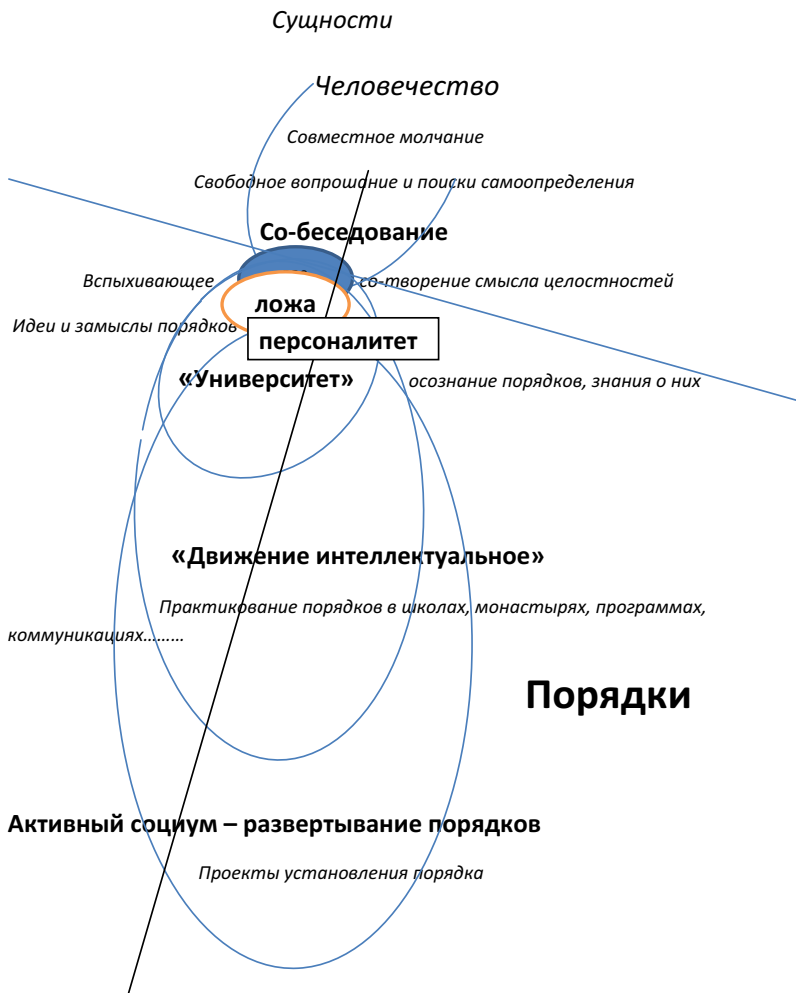 Сущности
Человечество
Совместное молчание
Свободное вопрошание и поиски самоопределения
Со-беседование
Вспыхивающее со-творение смысла целостностей
ложа
Идеи и замыслы порядков
персоналитет
«Университет» осознание порядков, знания о них
«Движение интеллектуальное»
Практикование порядков в школах, монастырях, программах,
коммуникациях………
Порядки
Активный социум – развертывание порядков
Проекты установления порядка